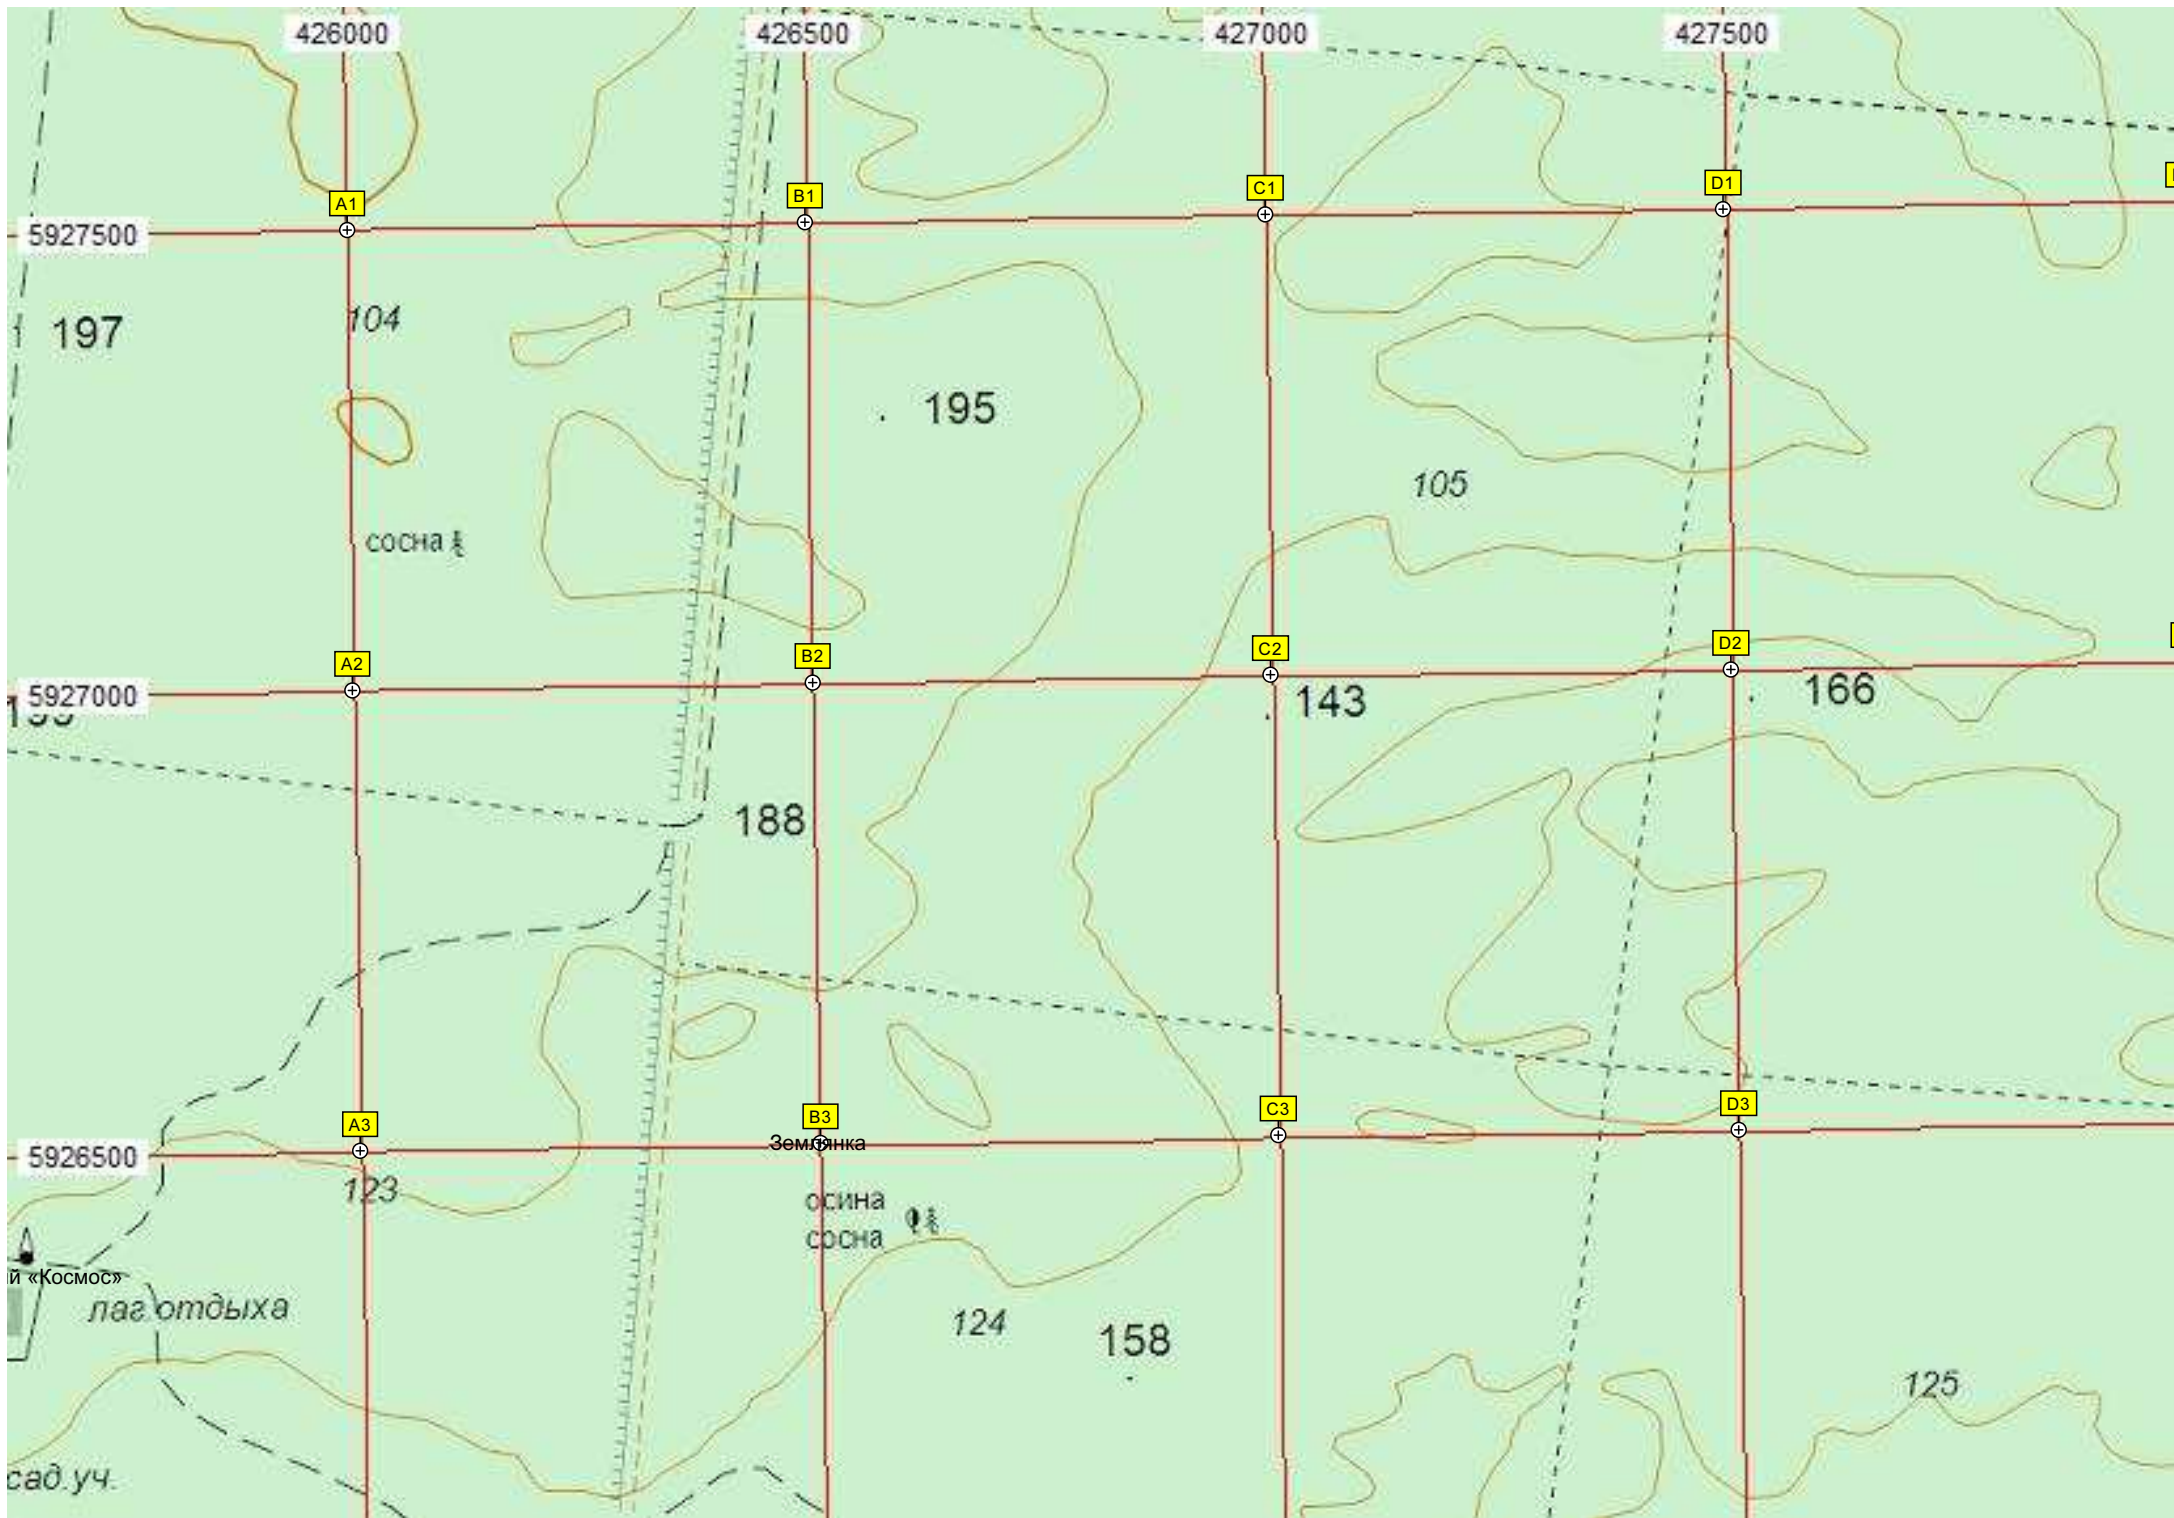 426000 426500 427000 427500
A1 B1 C1 D1
5927500
197 104
195
105
сосна
A2 B2 C2 D2
5927000
143 166
188
A3 B3 C3 D3
Землянка
5926500
123
осина
сосна
й «Космос»
лаг.отдыха
124 158
125
сад.уч.